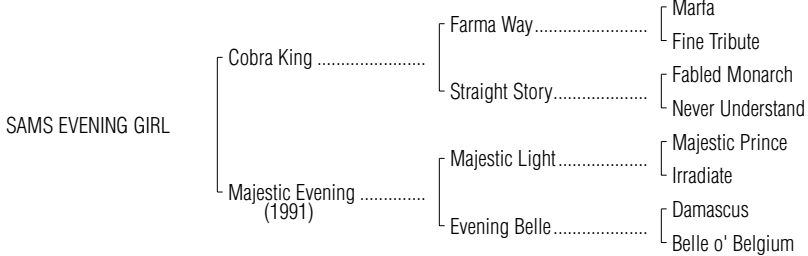 Marfa
Farma Way........................
Fine Tribute
Cobra King .......................
Fabled Monarch
Straight Story....................
Never Understand
SAMS EVENING GIRL
Majestic Prince
Majestic Light...................
Irradiate
Majestic Evening ..............
(1991)
Damascus
Evening Belle....................
Belle o' Belgium